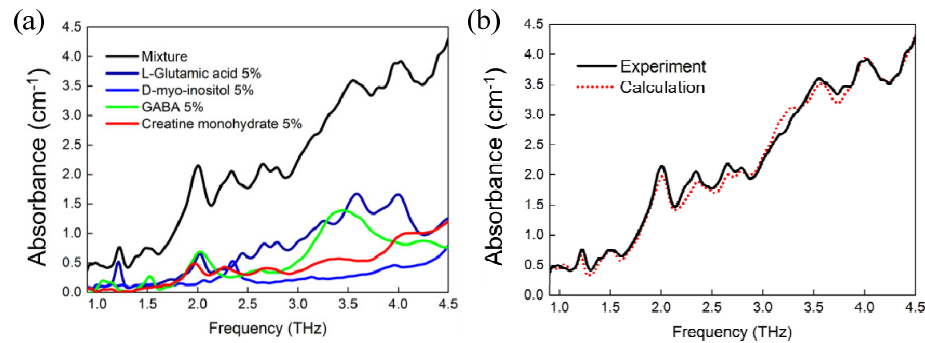 (a)
4.5
4.0
3.5
3.0
2.5
2.0
1.5
1.0
0.5
0.0
Absorbance (cm⁻¹)
Mixture
L-Glutamic acid 5%
D-myo-inositol 5%
GABA 5%
Creatine monohydrate 5%
1.0 1.5 2.0 2.5 3.0 3.5 4.0 4.5
Frequency (THz)
(b)
4.5
4.0
3.5
3.0
2.5
2.0
1.5
1.0
0.5
0.0
Absorbance (cm⁻¹)
Experiment
Calculation
1.0 1.5 2.0 2.5 3.0 3.5 4.0 4.5
Frequency (THz)